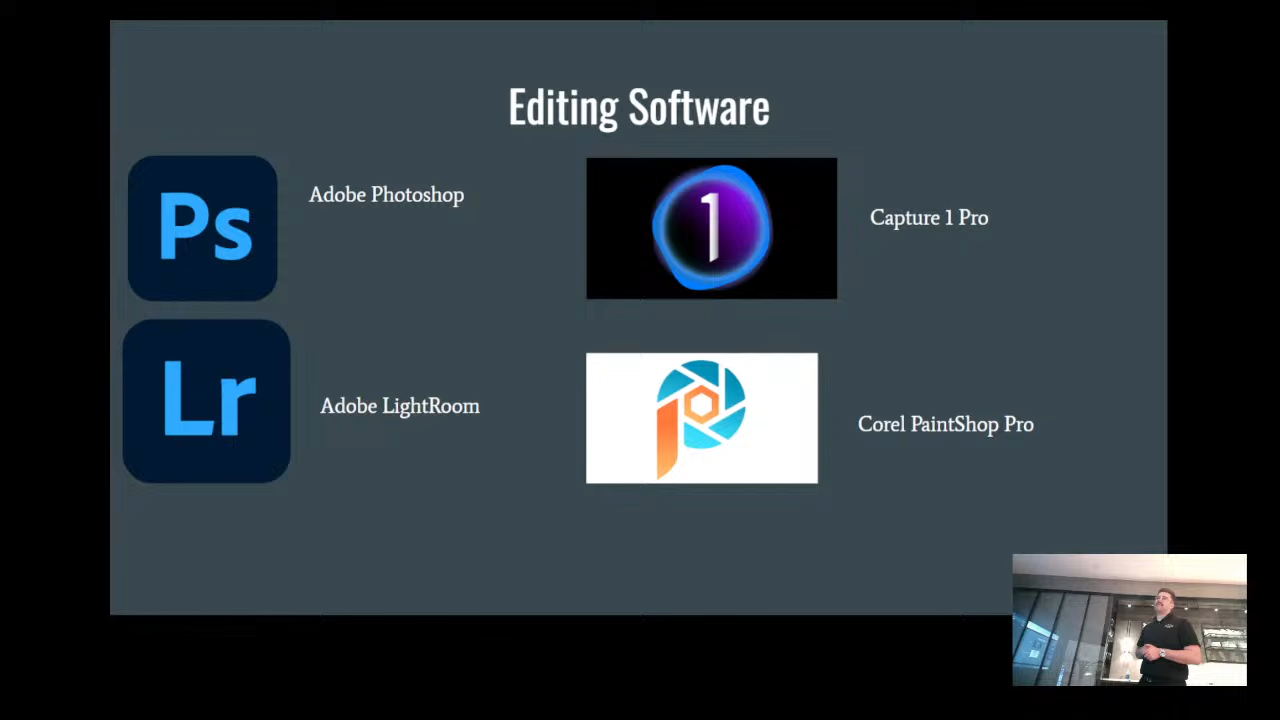 Editing Software
Ps
Adobe Photoshop
1
Capture 1 Pro
Lr
Adobe LightRoom
Corel PaintShop Pro